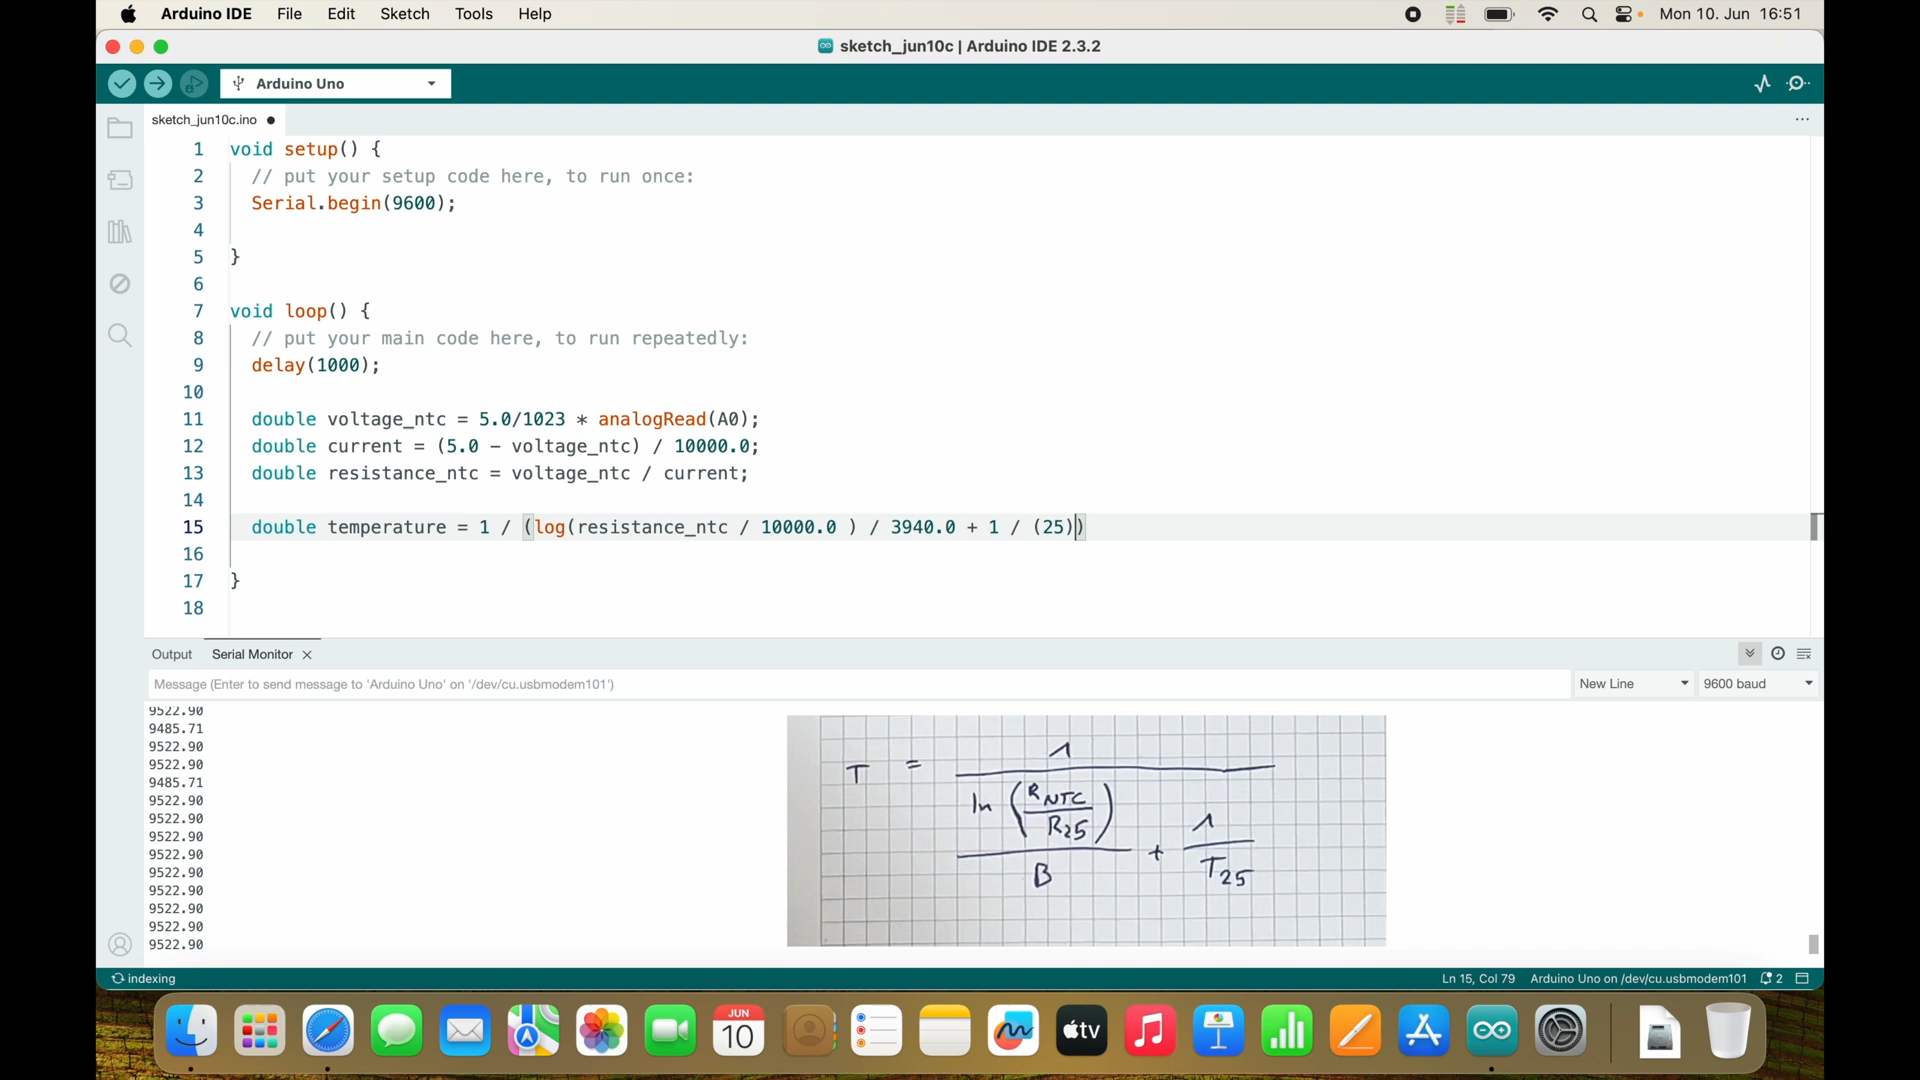 Arduino IDE File Edit Sketch Tools Help Mon 10. Jun 16:51
sketch_jun10c | Arduino IDE 2.3.2
Arduino Uno
sketch_jun10c.ino ● ...
1 void setup() {
2 // put your setup code here, to run once:
3 Serial.begin(9600);
4
5 }
6
7 void loop() {
8 // put your main code here, to run repeatedly:
9 delay(1000);
10
11 double voltage_ntc = 5.0/1023 * analogRead(A0);
12 double current = (5.0 - voltage_ntc) / 10000.0;
13 double resistance_ntc = voltage_ntc / current;
14
15 double temperature = 1 / (log(resistance_ntc / 10000.0 ) / 3940.0 + 1 / (25))
16
17 }
18
Output Serial Monitor ×
Message (Enter to send message to 'Arduino Uno' on '/dev/cu.usbmodem101') New Line 9600 baud
9522.90
9485.71
9522.90
9522.90
9485.71
9522.90
9522.90
9522.90
9522.90
9522.90
9522.90
9522.90
9522.90
9522.90
1
T =
ln (RNTC
R25)
1
+
B
T25
indexing Ln 15, Col 79 Arduino Uno on /dev/cu.usbmodem101 2
JUN
10
tv